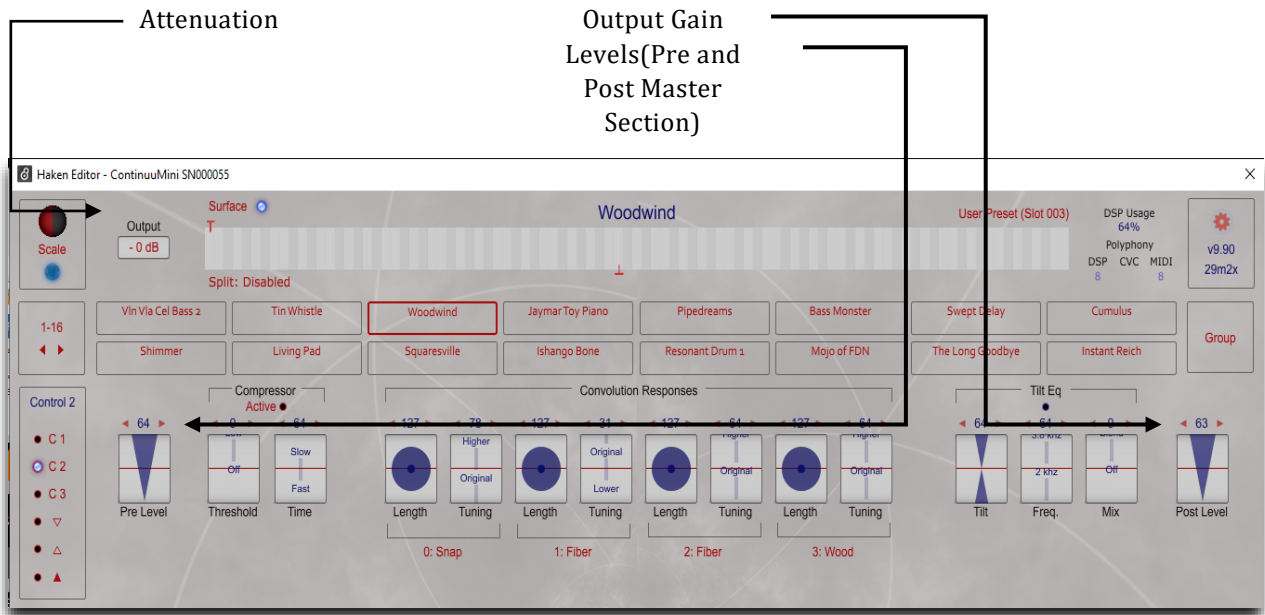 Attenuation
Output Gain
Levels(Pre and
Post Master
Section)
Haken Editor - ContinuuMini SN000055
Scale
Output
- 0 dB
Surface
Woodwind
User Preset (Slot 003)
Split: Disabled
DSP Usage
64%
Polyphony
DSP CVC MIDI
8 8
v9.90
29m2x
1-16
Vln Vla Cel Bass 2 Tin Whistle Woodwind Jaymar Toy Piano Pipedreams Bass Monster Swept Delay Cumulus
Shimmer Living Pad Squaresville Ishango Bone Resonant Drum 1 Mojo of FDN The Long Goodbye Instant Reich
Group
Control 2
C 1
C 2
C 3
Compressor
Active
Convolution Responses
Tilt Eq
64 0 64 127 78 127 31 127 64 127 64 64 64 0 63
Low
Off
Slow
Fast
Higher
Original
Original
Lower
Higher
Original
Higher
Original
3.6 khz
2 khz
Blend
Off
Pre Level Threshold Time Length Tuning Length Tuning Length Tuning Length Tuning Tilt Freq. Mix Post Level
0: Snap 1: Fiber 2: Fiber 3: Wood